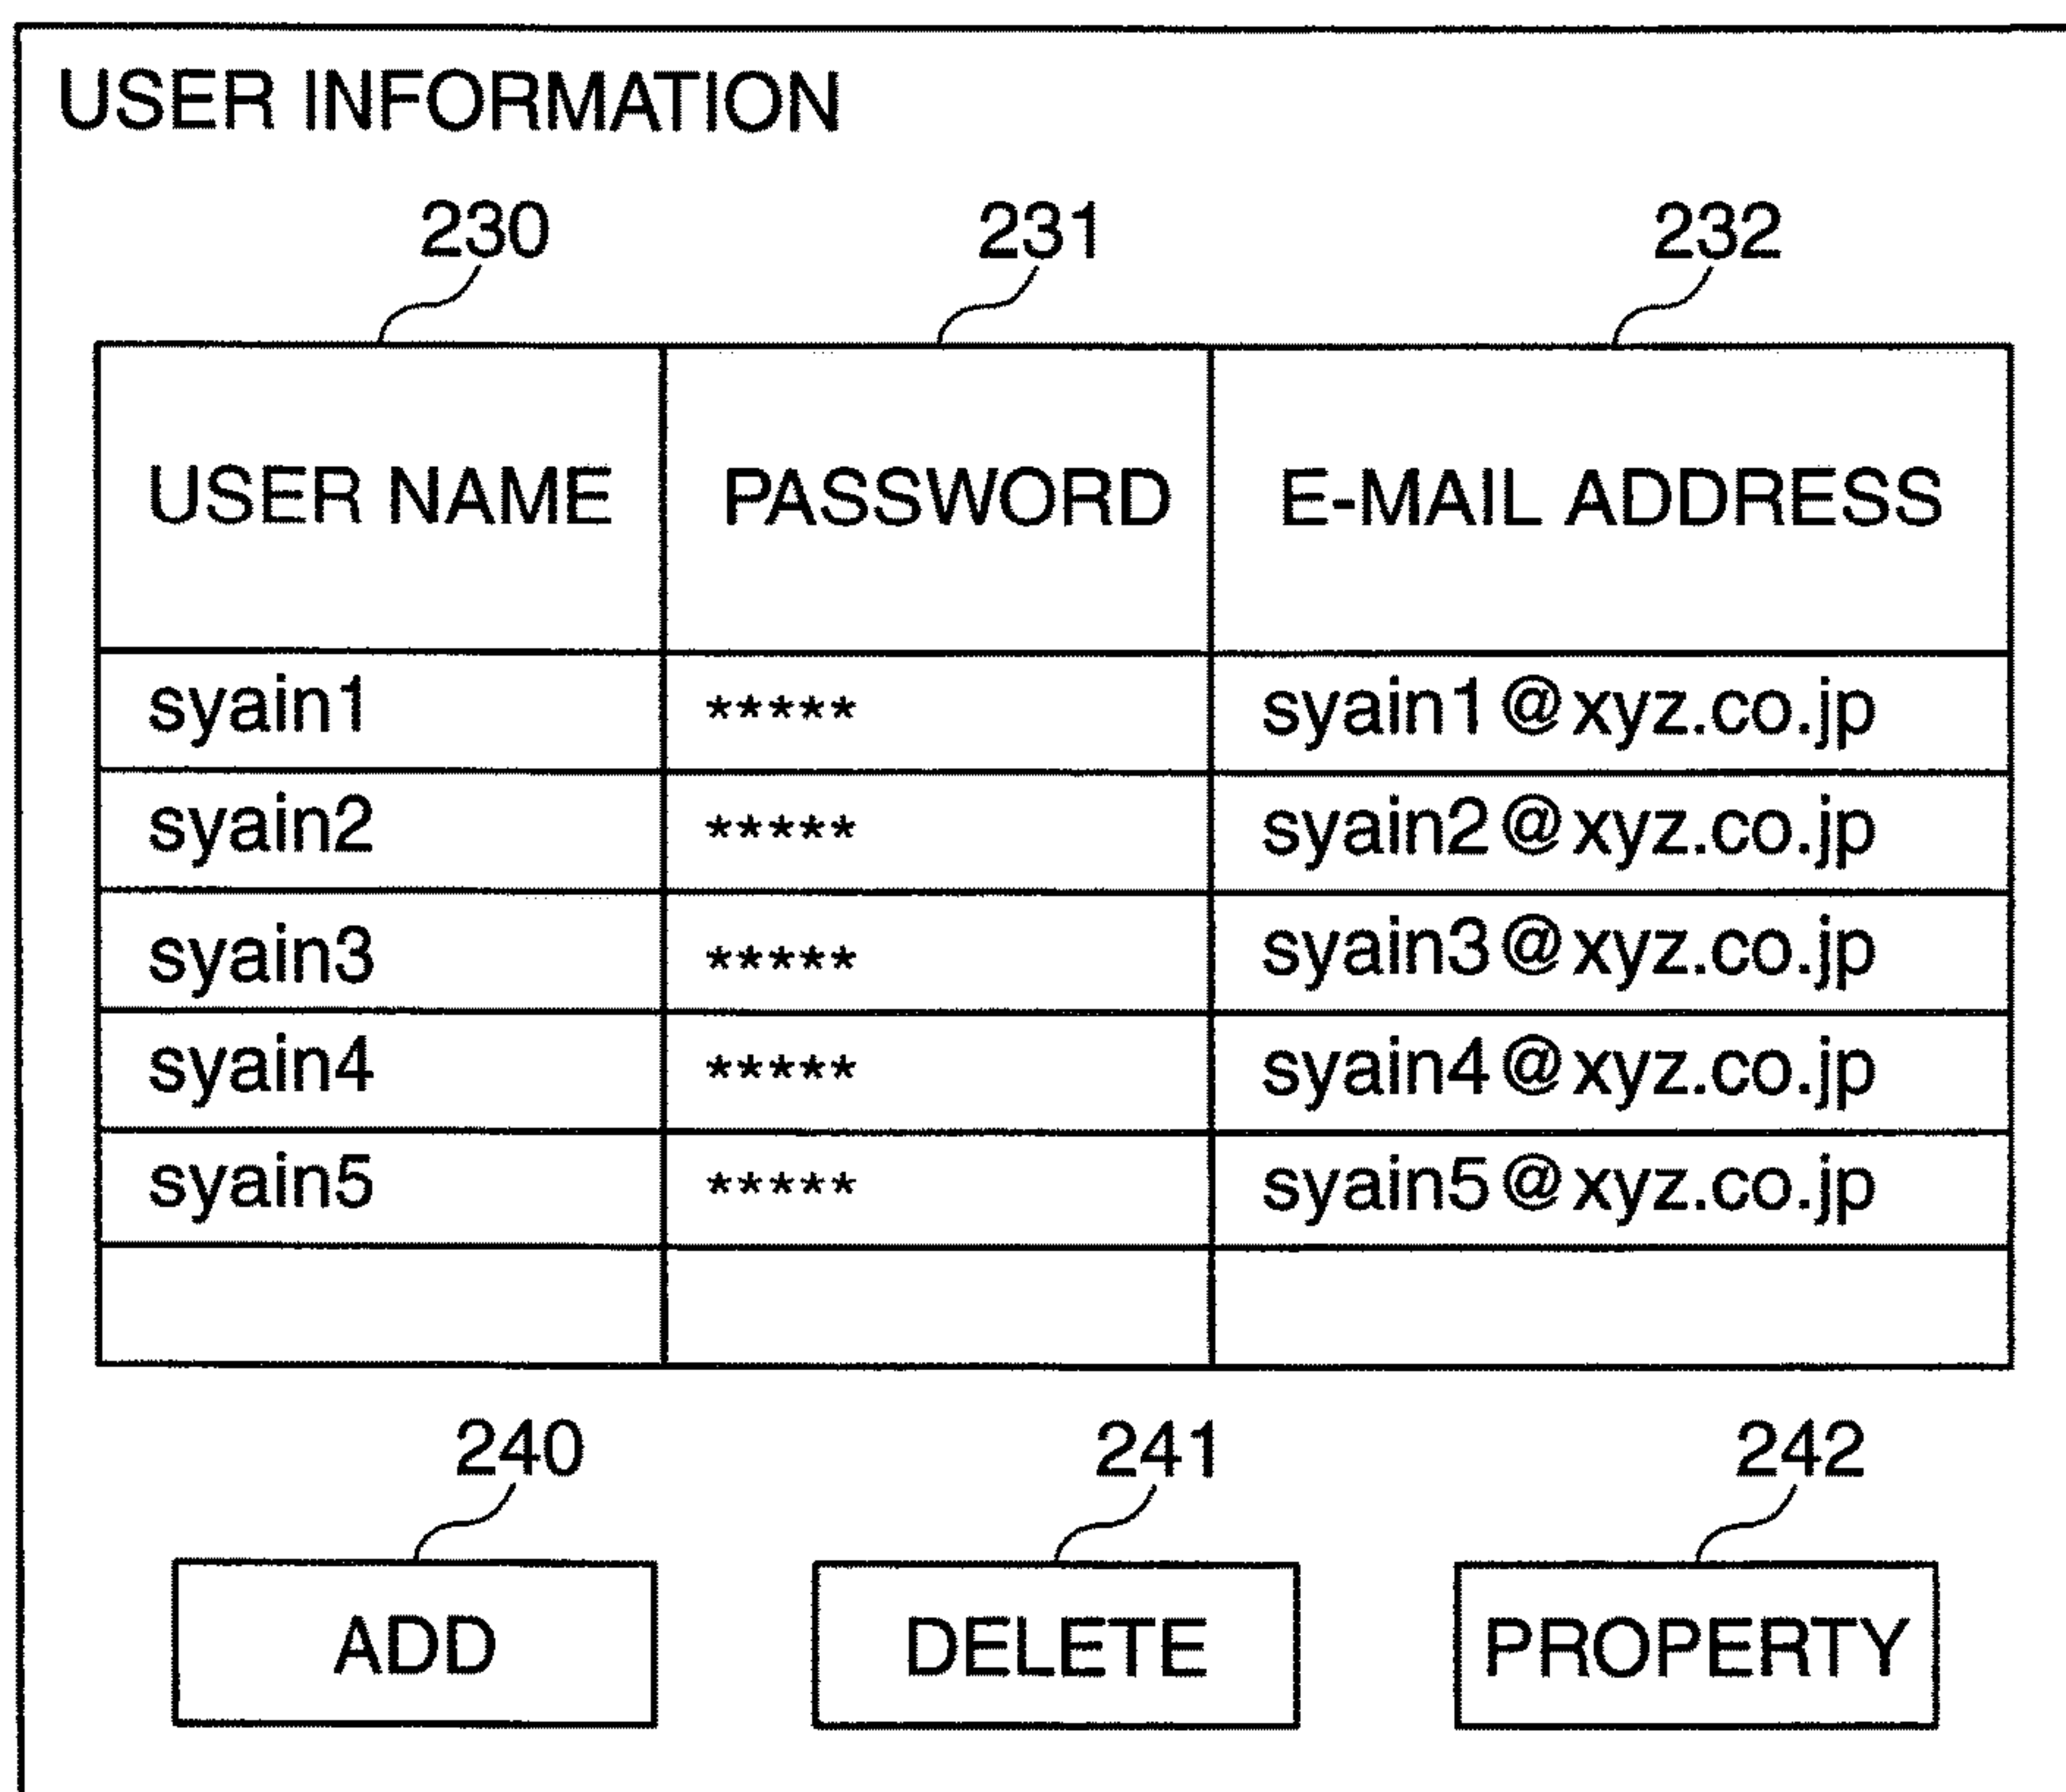 USER INFORMATION
230 231 232
USER NAME PASSWORD E-MAIL ADDRESS
syain1 ***** syain1@xyz.co.jp
syain2 ***** syain2@xyz.co.jp
syain3 ***** syain3@xyz.co.jp
syain4 ***** syain4@xyz.co.jp
syain5 ***** syain5@xyz.co.jp
240 241 242
ADD DELETE PROPERTY